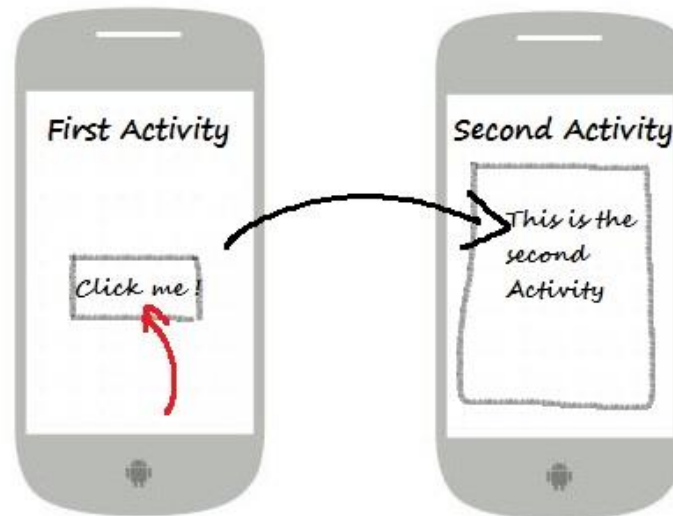 First Activity
Click me !
Second Activity
This is the
second
Activity